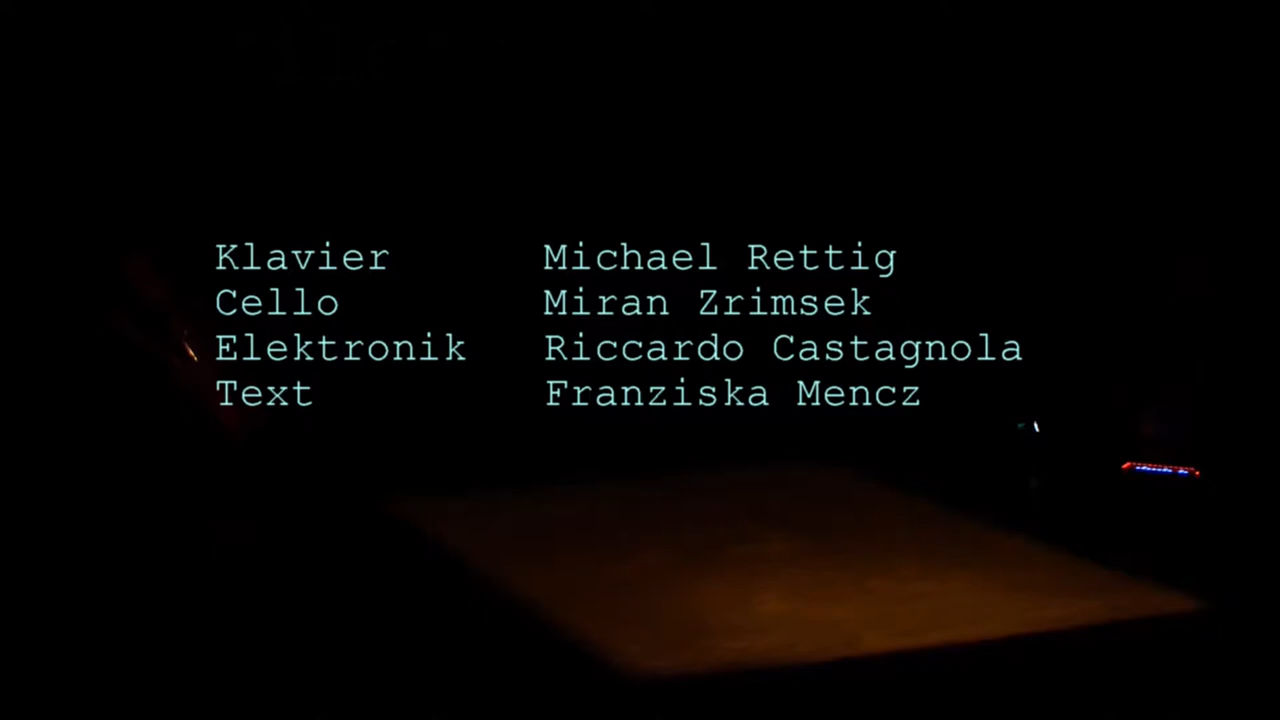 Klavier Michael Rettig
Cello Miran Zrimsek
Elektronik Riccardo Castagnola
Text Franziska Mencz